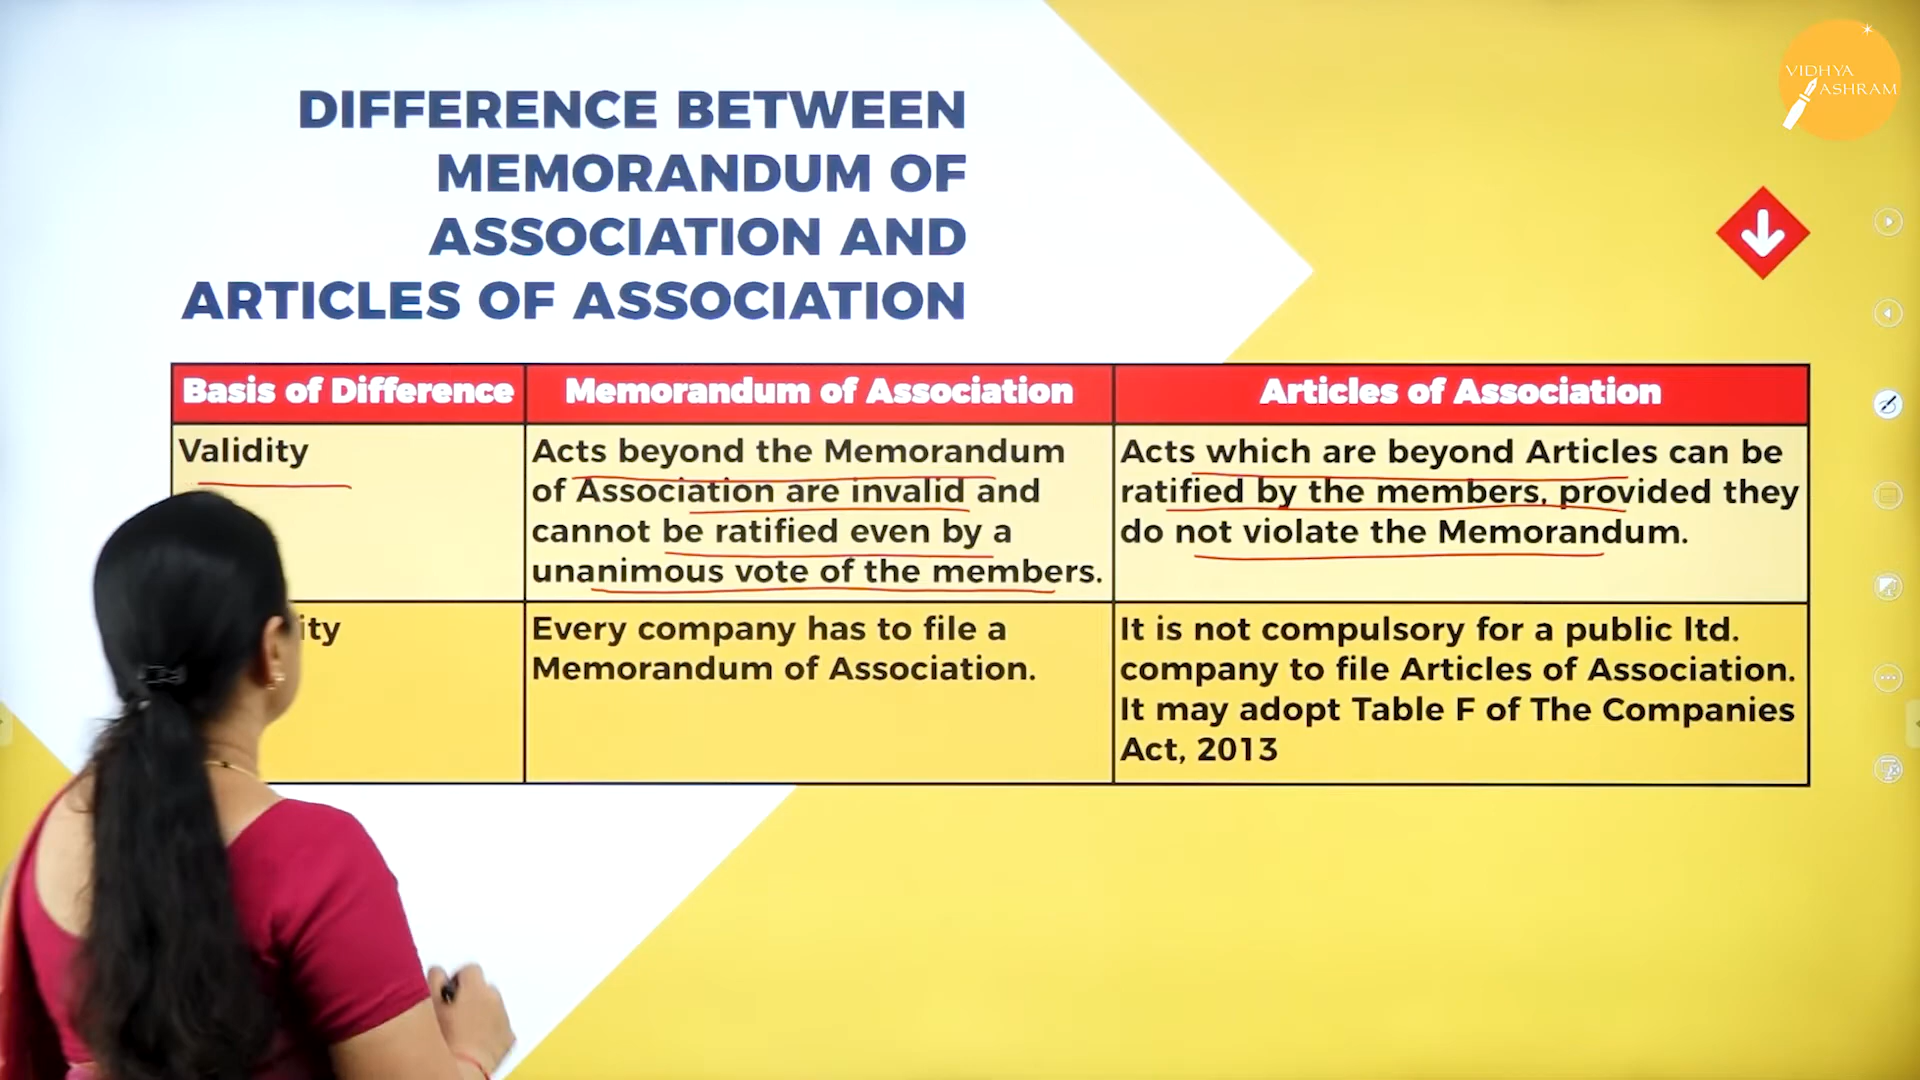 VIDHYA
ASHRAM
DIFFERENCE BETWEEN
MEMORANDUM OF
ASSOCIATION AND
ARTICLES OF ASSOCIATION
Basis of Difference Memorandum of Association Articles of Association
Validity
Acts beyond the Memorandum
of Association are invalid and
cannot be ratified even by a
unanimous vote of the members.
Acts which are beyond Articles can be
ratified by the members, provided they
do not violate the Memorandum.
ity
Every company has to file a
Memorandum of Association.
It is not compulsory for a public ltd.
company to file Articles of Association.
It may adopt Table F of The Companies
Act, 2013